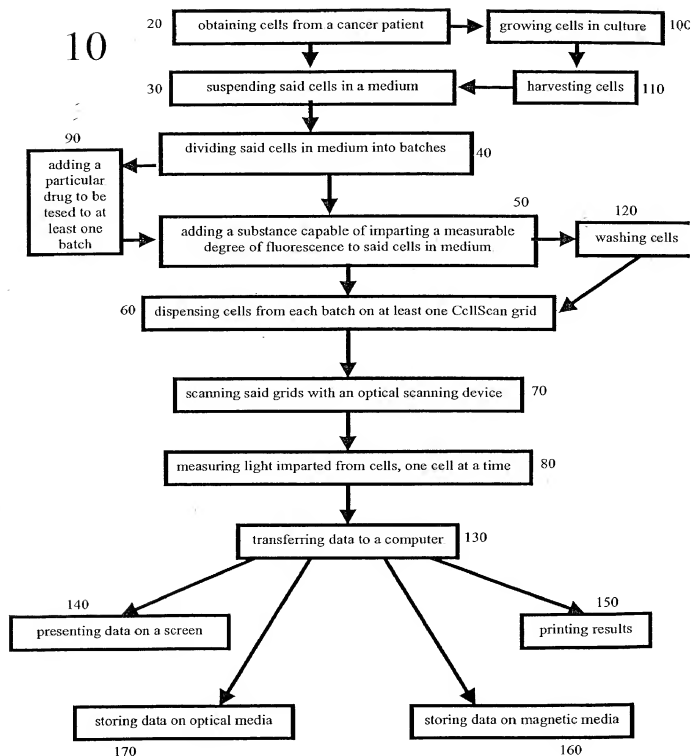 10
20
obtaining cells from a cancer patient
growing cells in culture
100
30
suspending said cells in a medium
harvesting cells
110
90
dividing said cells in medium into batches
40
adding a
particular
drug to be
tesed to at
least one
batch
50
adding a substance capable of imparting a measurable
degree of fluorescence to said cells in medium
120
washing cells
60
dispensing cells from each batch on at least one CellScan grid
scanning said grids with an optical scanning device
70
measuring light imparted from cells, one cell at a time
80
transferring data to a computer
130
140
presenting data on a screen
150
printing results
storing data on optical media
170
storing data on magnetic media
160